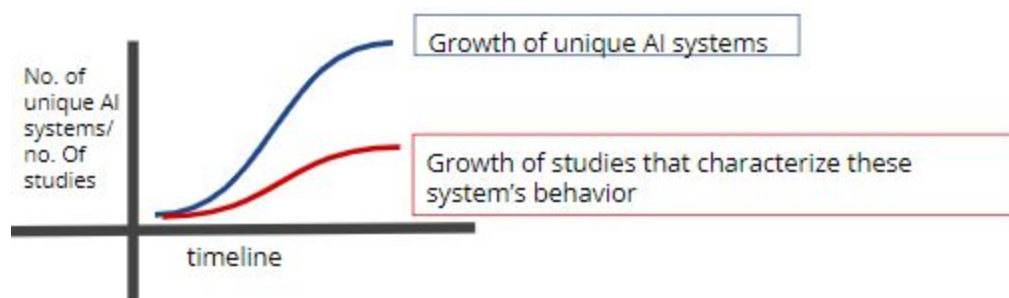 Growth of unique AI systems
No. of
unique AI
systems/
no. Of
studies
Growth of studies that characterize these
system's behavior
timeline